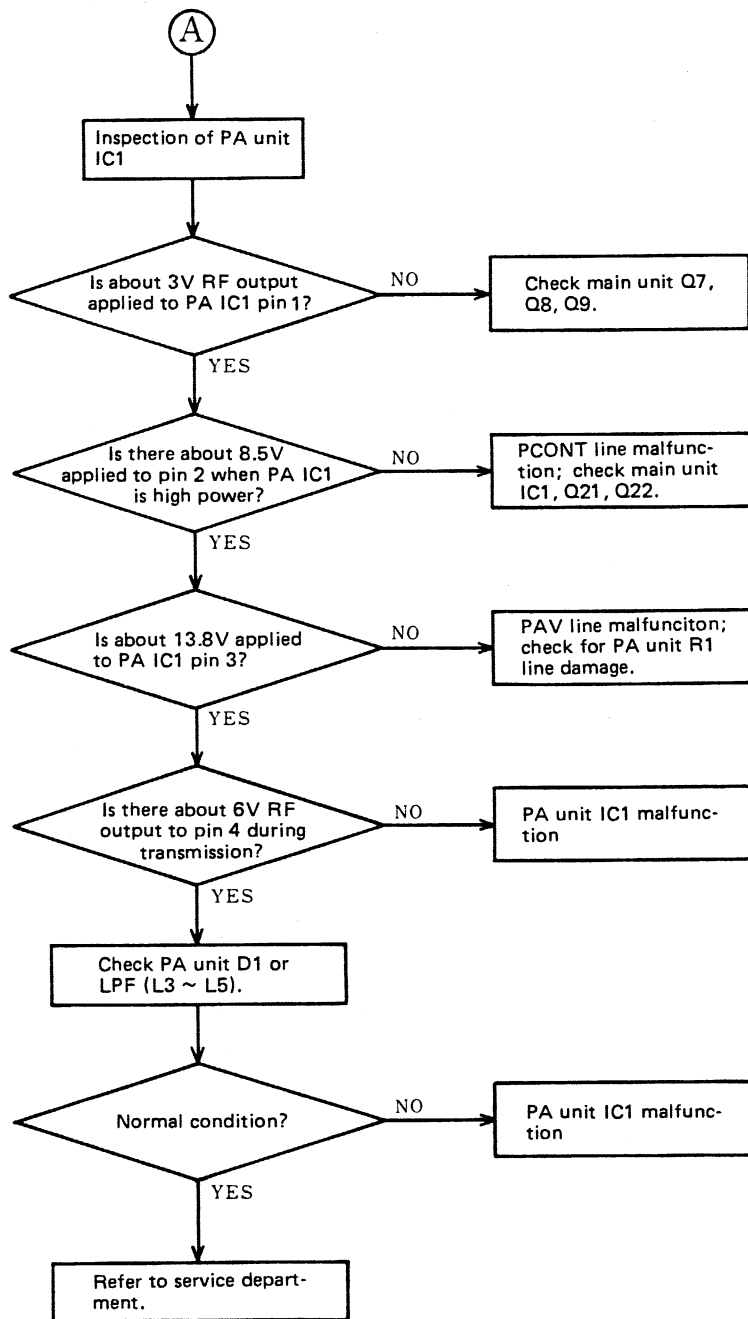 A
Inspection of PA unit
IC1
Is about 3V RF output
applied to PA IC1 pin 1?
NO
Check main unit Q7,
Q8, Q9.
YES
Is there about 8.5V
applied to pin 2 when PA IC1
is high power?
NO
PCONT line malfunc-
tion; check main unit
IC1, Q21, Q22.
YES
Is about 13.8V applied
to PA IC1 pin 3?
NO
PAV line malfunciton;
check for PA unit R1
line damage.
YES
Is there about 6V RF
output to pin 4 during
transmission?
NO
PA unit IC1 malfunc-
tion
YES
Check PA unit D1 or
LPF (L3 ~ L5).
Normal condition?
NO
PA unit IC1 malfunc-
tion
YES
Refer to service depart-
ment.